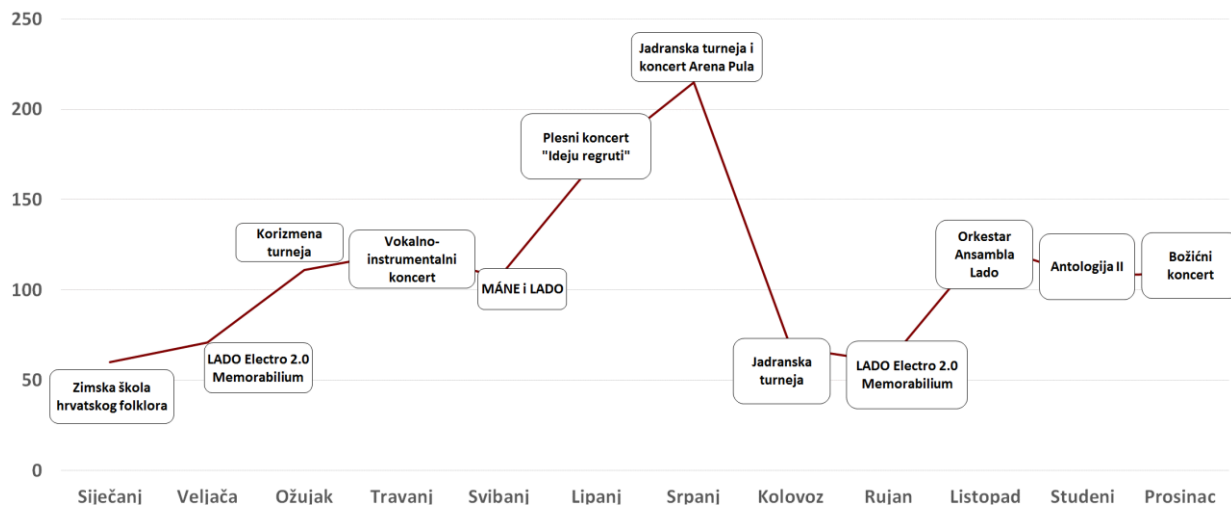 250
200
150
100
50
0
Zimska škola
hrvatskog folklora
LADO Electro 2.0
Memorabilium
Korizmena
turneja
Vokalno-
instrumentalni
koncert
MÁNE i LADO
Plesni koncert
"Ideju regruti"
Jadranska turneja i
koncert Arena Pula
Jadranska
turneja
LADO Electro 2.0
Memorabilium
Orkestar
Ansambla
Lado
Antologija II
Božićni
koncert
Siječanj Veljača Ožujak Travanj Svibanj Lipanj Srpanj Kolovoz Rujan Listopad Studeni Prosinac